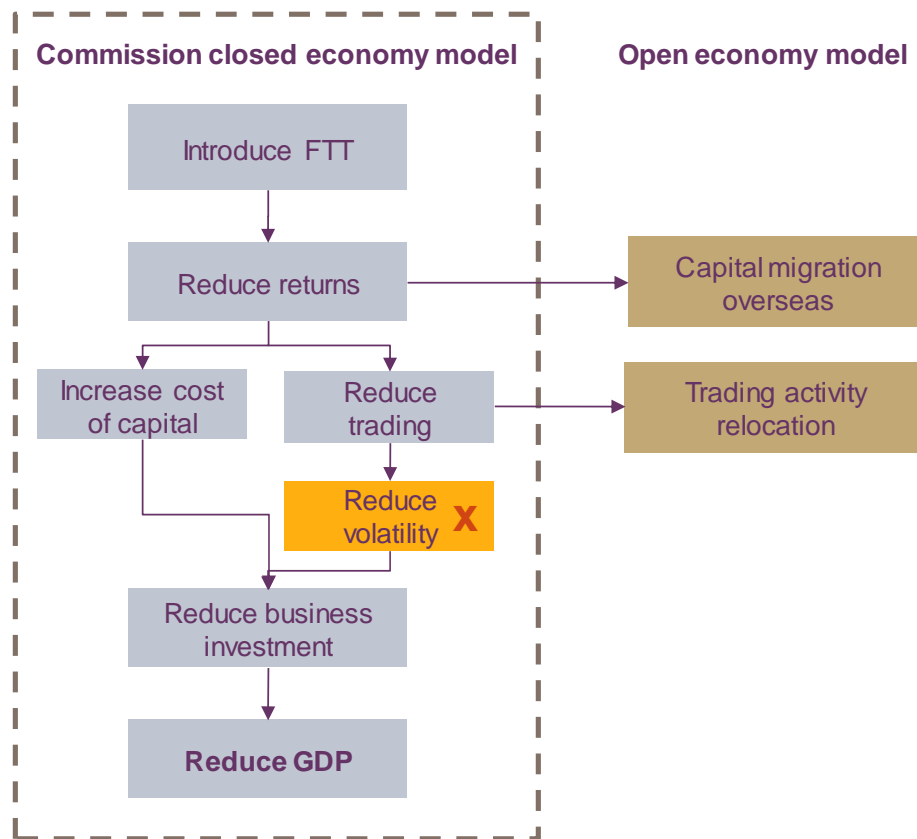 Commission closed economy model
Open economy model
Introduce FTT
Reduce returns
Capital migration
overseas
Increase cost
of capital
Reduce
trading
Trading activity
relocation
Reduce
volatility
X
Reduce business
investment
Reduce GDP